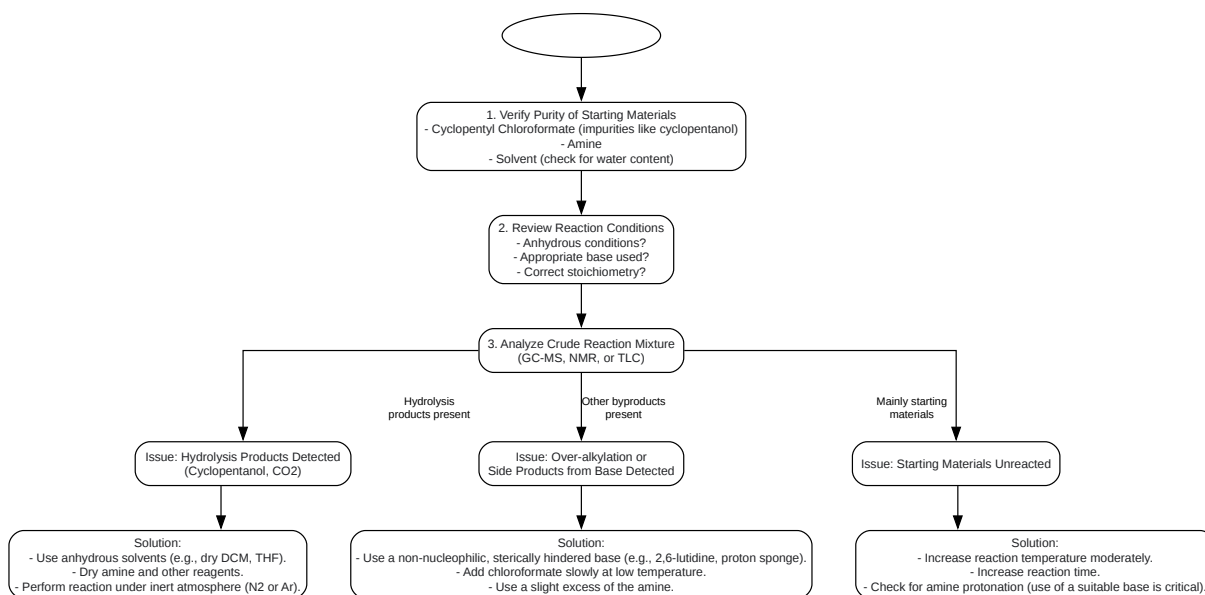 1. Verify Purity of Starting Materials
- Cyclopentyl Chloroformate (impurities like cyclopentanol)
- Amine
- Solvent (check for water content)
2. Review Reaction Conditions
- Anhydrous conditions?
- Appropriate base used?
- Correct stoichiometry?
3. Analyze Crude Reaction Mixture
(GC-MS, NMR, or TLC)
Hydrolysis
products present
Other byproducts
present
Mainly starting
materials
Issue: Hydrolysis Products Detected
(Cyclopentanol, CO2)
Issue: Over-alkylation or
Side Products from Base Detected
Issue: Starting Materials Unreacted
Solution:
- Use anhydrous solvents (e.g., dry DCM, THF).
- Dry amine and other reagents.
- Perform reaction under inert atmosphere (N2 or Ar).
Solution:
- Use a non-nucleophilic, sterically hindered base (e.g., 2,6-lutidine, proton sponge).
- Add chloroformate slowly at low temperature.
- Use a slight excess of the amine.
Solution:
- Increase reaction temperature moderately.
- Increase reaction time.
- Check for amine protonation (use of a suitable base is critical).